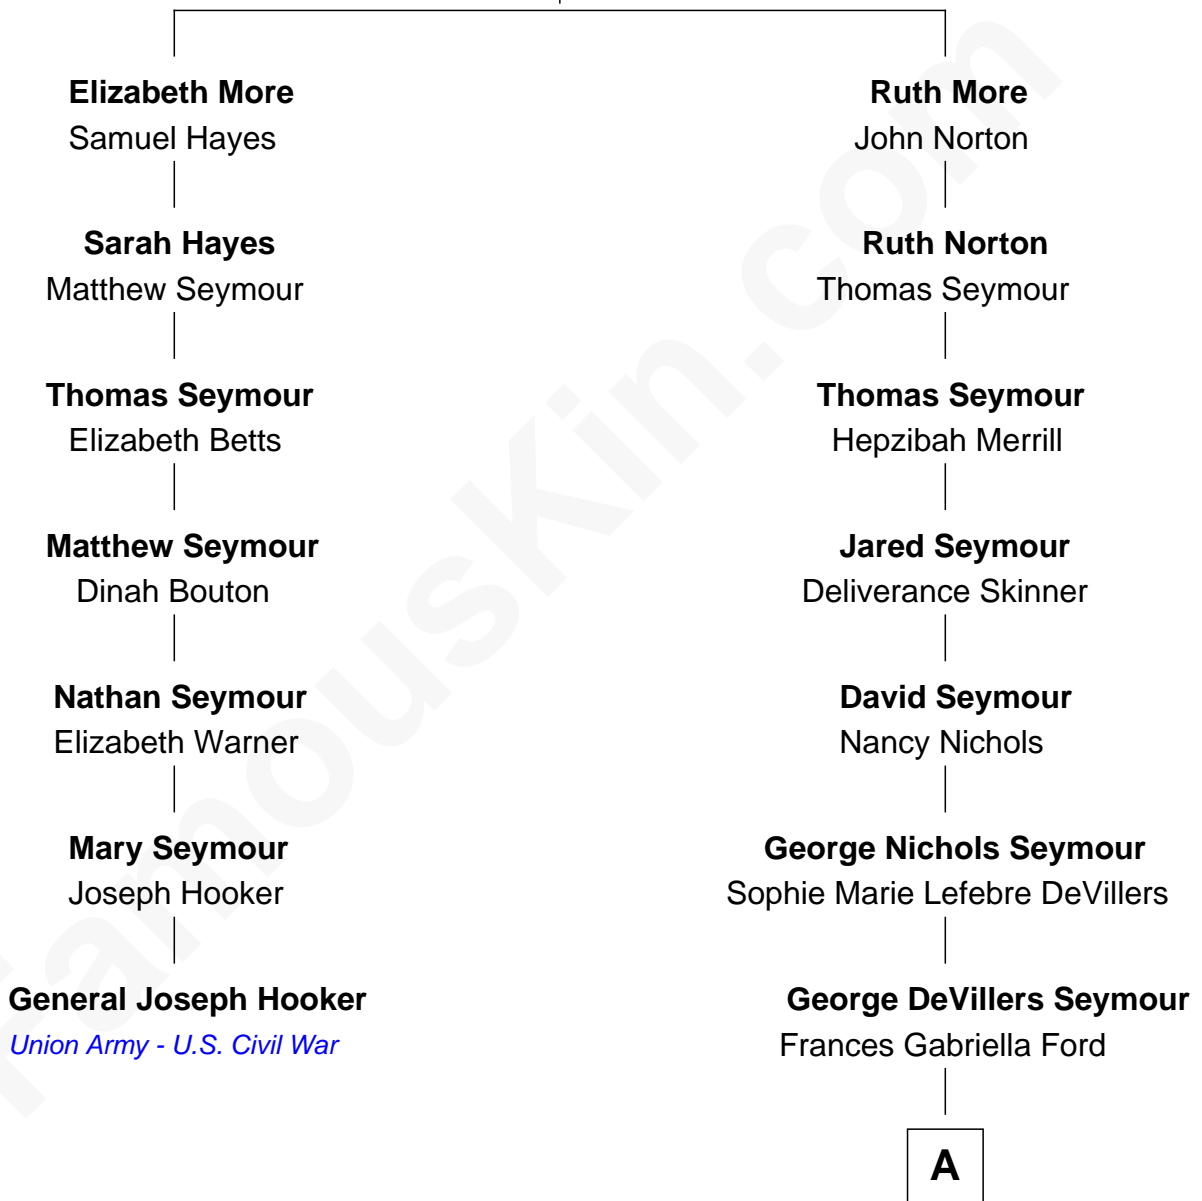 Elizabeth More
Samuel Hayes
Sarah Hayes
Matthew Seymour
Thomas Seymour
Elizabeth Betts
Matthew Seymour
Dinah Bouton
Nathan Seymour
Elizabeth Warner
Mary Seymour
Joseph Hooker
General Joseph Hooker
Union Army - U.S. Civil War
Ruth More
John Norton
Ruth Norton
Thomas Seymour
Thomas Seymour
Hepzibah Merrill
Jared Seymour
Deliverance Skinner
David Seymour
Nancy Nichols
George Nichols Seymour
Sophie Marie Lefebre DeVillers
George DeVillers Seymour
Frances Gabriella Ford
A
FamousKin.com